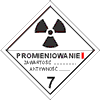 PROMIENIOWANIE I
ZAWARTOŚĆ ..............
AKTYWNOŚĆ ..............
7